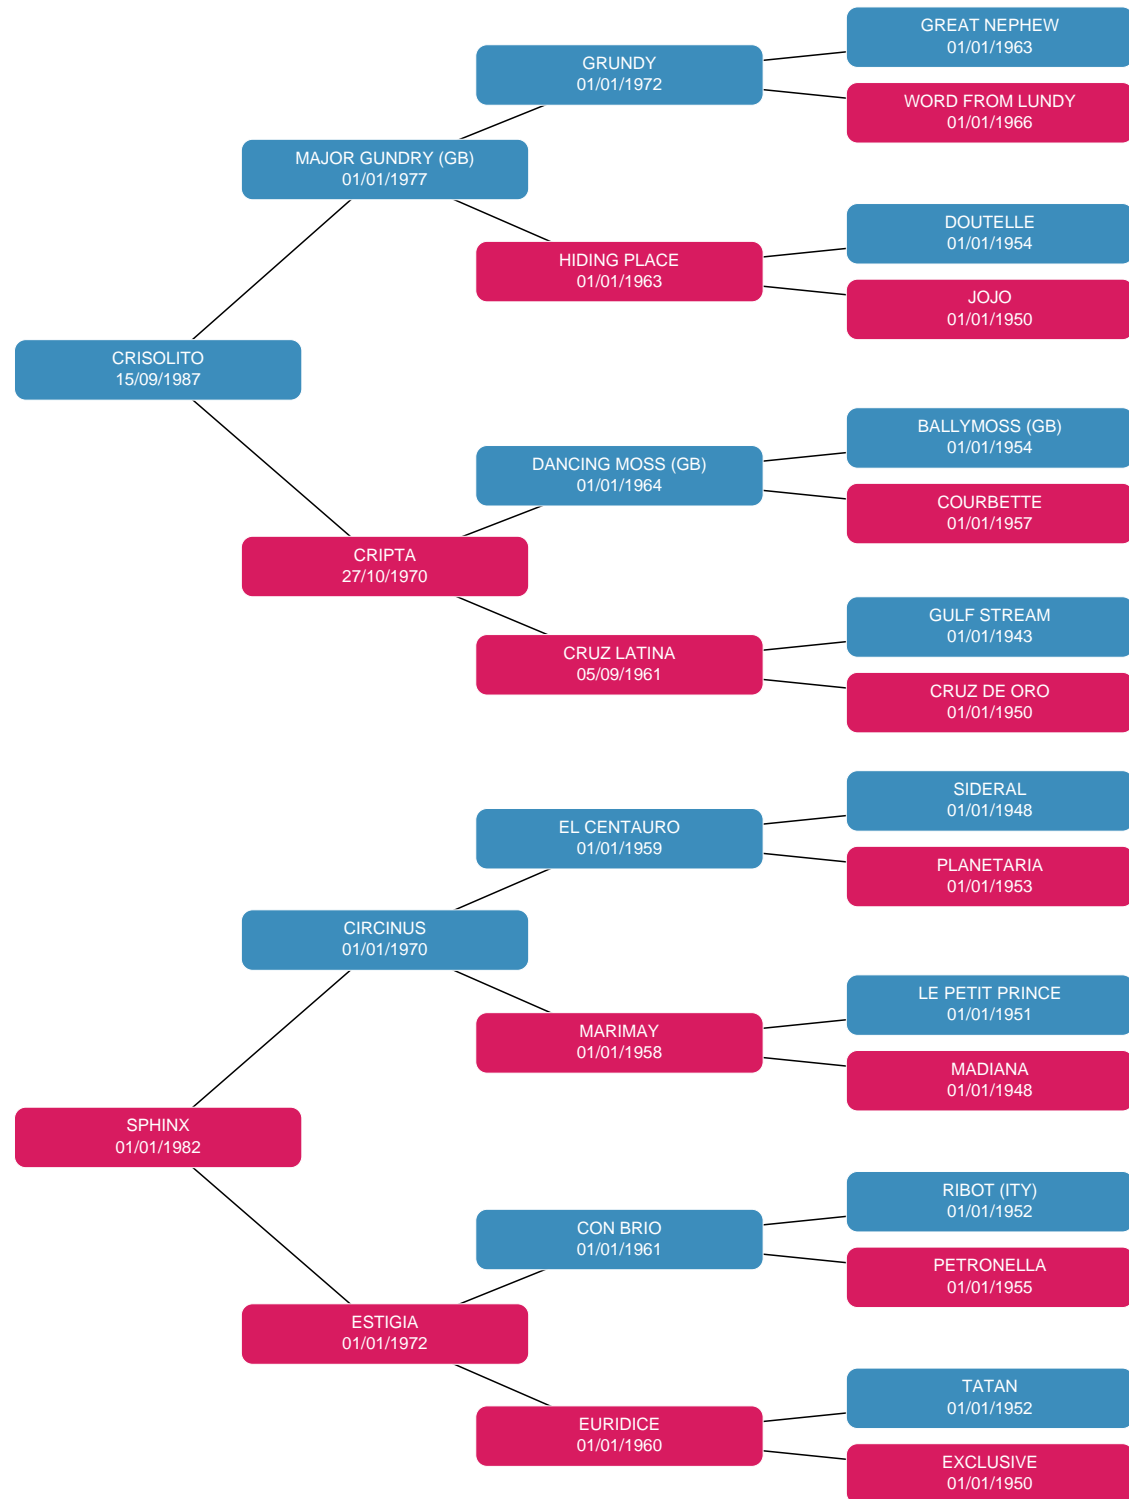 GREAT NEPHEW
01/01/1963
GRUNDY
01/01/1972
WORD FROM LUNDY
01/01/1966
MAJOR GUNDRY (GB)
01/01/1977
DOUTELLE
01/01/1954
HIDING PLACE
01/01/1963
JOJO
01/01/1950
CRISOLITO
15/09/1987
BALLYMOSS (GB)
01/01/1954
DANCING MOSS (GB)
01/01/1964
COURBETTE
01/01/1957
CRIPTA
27/10/1970
GULF STREAM
01/01/1943
CRUZ LATINA
05/09/1961
CRUZ DE ORO
01/01/1950
SIDERAL
01/01/1948
EL CENTAURO
01/01/1959
PLANETARIA
01/01/1953
CIRCINUS
01/01/1970
LE PETIT PRINCE
01/01/1951
MARIMAY
01/01/1958
MADIANA
01/01/1948
SPHINX
01/01/1982
RIBOT (ITY)
01/01/1952
CON BRIO
01/01/1961
PETRONELLA
01/01/1955
ESTIGIA
01/01/1972
TATAN
01/01/1952
EURIDICE
01/01/1960
EXCLUSIVE
01/01/1950